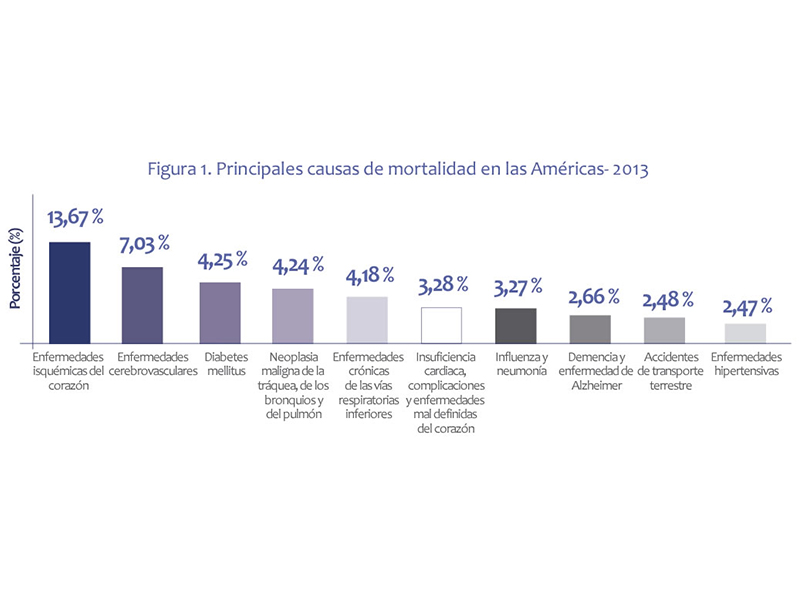 Figura 1. Principales causas de mortalidad en las Américas- 2013
Porcentaje (%)
13,67 %
7,03 %
4,25 %
4,24 %
4,18 %
3,28 %
3,27 %
2,66 %
2,48 %
2,47 %
Enfermedades
isquémicas del
corazón
Enfermedades
cerebrovasculares
Diabetes
mellitus
Neoplasia
maligna de la
tráquea, de los
bronquios y
del pulmón
Enfermedades
crónicas
de las vías
respiratorias
inferiores
Insuficiencia
cardiaca,
complicaciones
y enfermedades
mal definidas
del corazón
Influenza y
neumonía
Demencia y
enfermedad de
Alzheimer
Accidentes
de transporte
terrestre
Enfermedades
hipertensivas